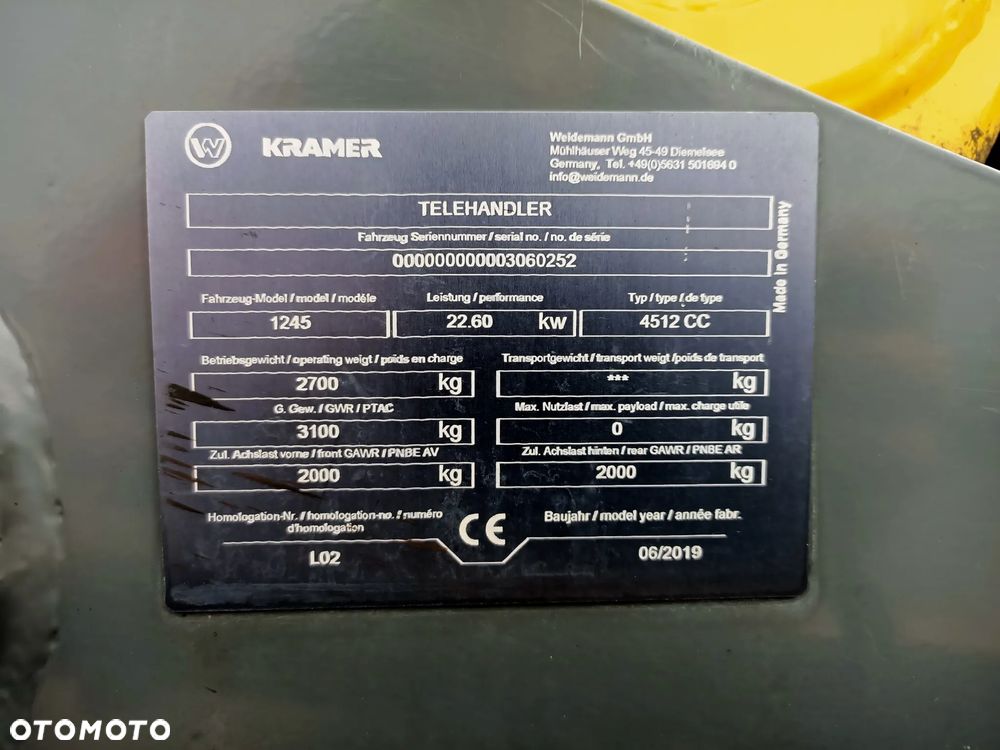 W KRAMER
Weidemann GmbH
Mühlhäuser Weg 45-49 Diemelsee
Germany, Tel. +49(0)5631 501694 0
info@weidemann.de
TELEHANDLER
Fahrzeug Seriennummer / serial no. / no. de série
000000000003060252
Made in Germany
Fahrzeug-Model / model / modéle Leistung / performance Typ / type / de type
1245 22.60 kw 4512 CC
Betriebsgewicht / operating weigt / poids en charge Transportgewicht / transport weigt /poids de transport
2700 kg *** kg
G. Gew. / GWR / PTAC Max. Nutzlast / max. payload / max. charge utile
3100 kg 0 kg
Zul. Achslast vorne / front GAWR / PNBE AV Zul. Achslast hinten / rear GAWR / PNBE AR
2000 kg 2000 kg
Homologation-Nr. / homologation-no. / numéro
d'homologation
CE
Baujahr / model year / année fabr.
L02 06/2019
OTOMOTO